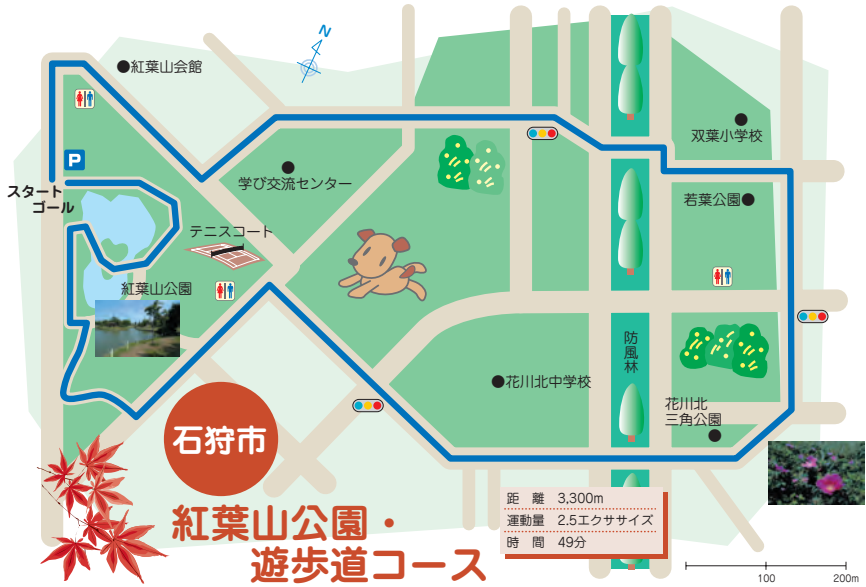 N
紅葉山会館
P
スタート
ゴール
学び交流センター
テニスコート
紅葉山公園
双葉小学校
若葉公園
防風林
花川北中学校
花川北
三角公園
石狩市
紅葉山公園・
遊歩道コース
距 離 3,300m
運動量 2.5エクササイズ
時 間 49分
100 200m